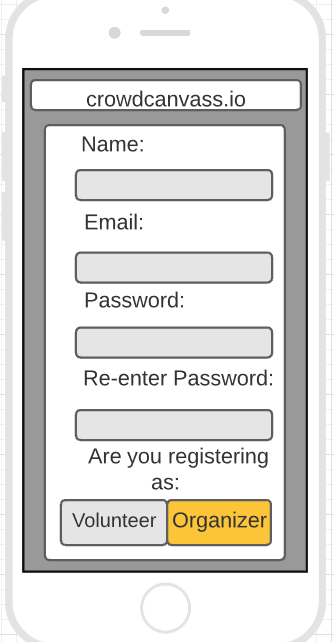 crowdcanvass.io
Name:
Email:
Password:
Re-enter Password:
Are you registering
as:
Volunteer Organizer